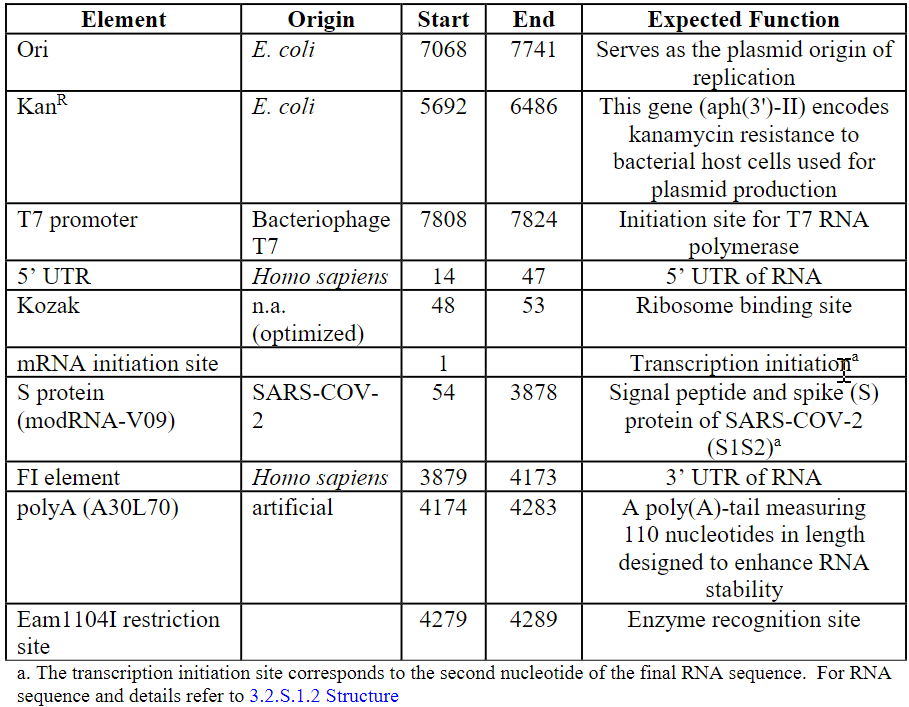 Element Origin Start End Expected Function
Ori E. coli 7068 7741 Serves as the plasmid origin of
replication
Kan^R E. coli 5692 6486 This gene (aph(3')-II) encodes
kanamycin resistance to
bacterial host cells used for
plasmid production
T7 promoter Bacteriophage 7808 7824 Initiation site for T7 RNA
T7 polymerase
5’ UTR Homo sapiens 14 47 5’ UTR of RNA
Kozak n.a. 48 53 Ribosome binding site
(optimized)
mRNA initiation site 1 Transcription initiation^a
S protein SARS-COV- 54 3878 Signal peptide and spike (S)
(modRNA-V09) 2 protein of SARS-COV-2
(S1S2)^a
FI element Homo sapiens 3879 4173 3’ UTR of RNA
polyA (A30L70) artificial 4174 4283 A poly(A)-tail measuring
110 nucleotides in length
designed to enhance RNA
stability
Eam1104I restriction 4279 4289 Enzyme recognition site
site
a. The transcription initiation site corresponds to the second nucleotide of the final RNA sequence. For RNA
sequence and details refer to 3.2.S.1.2 Structure